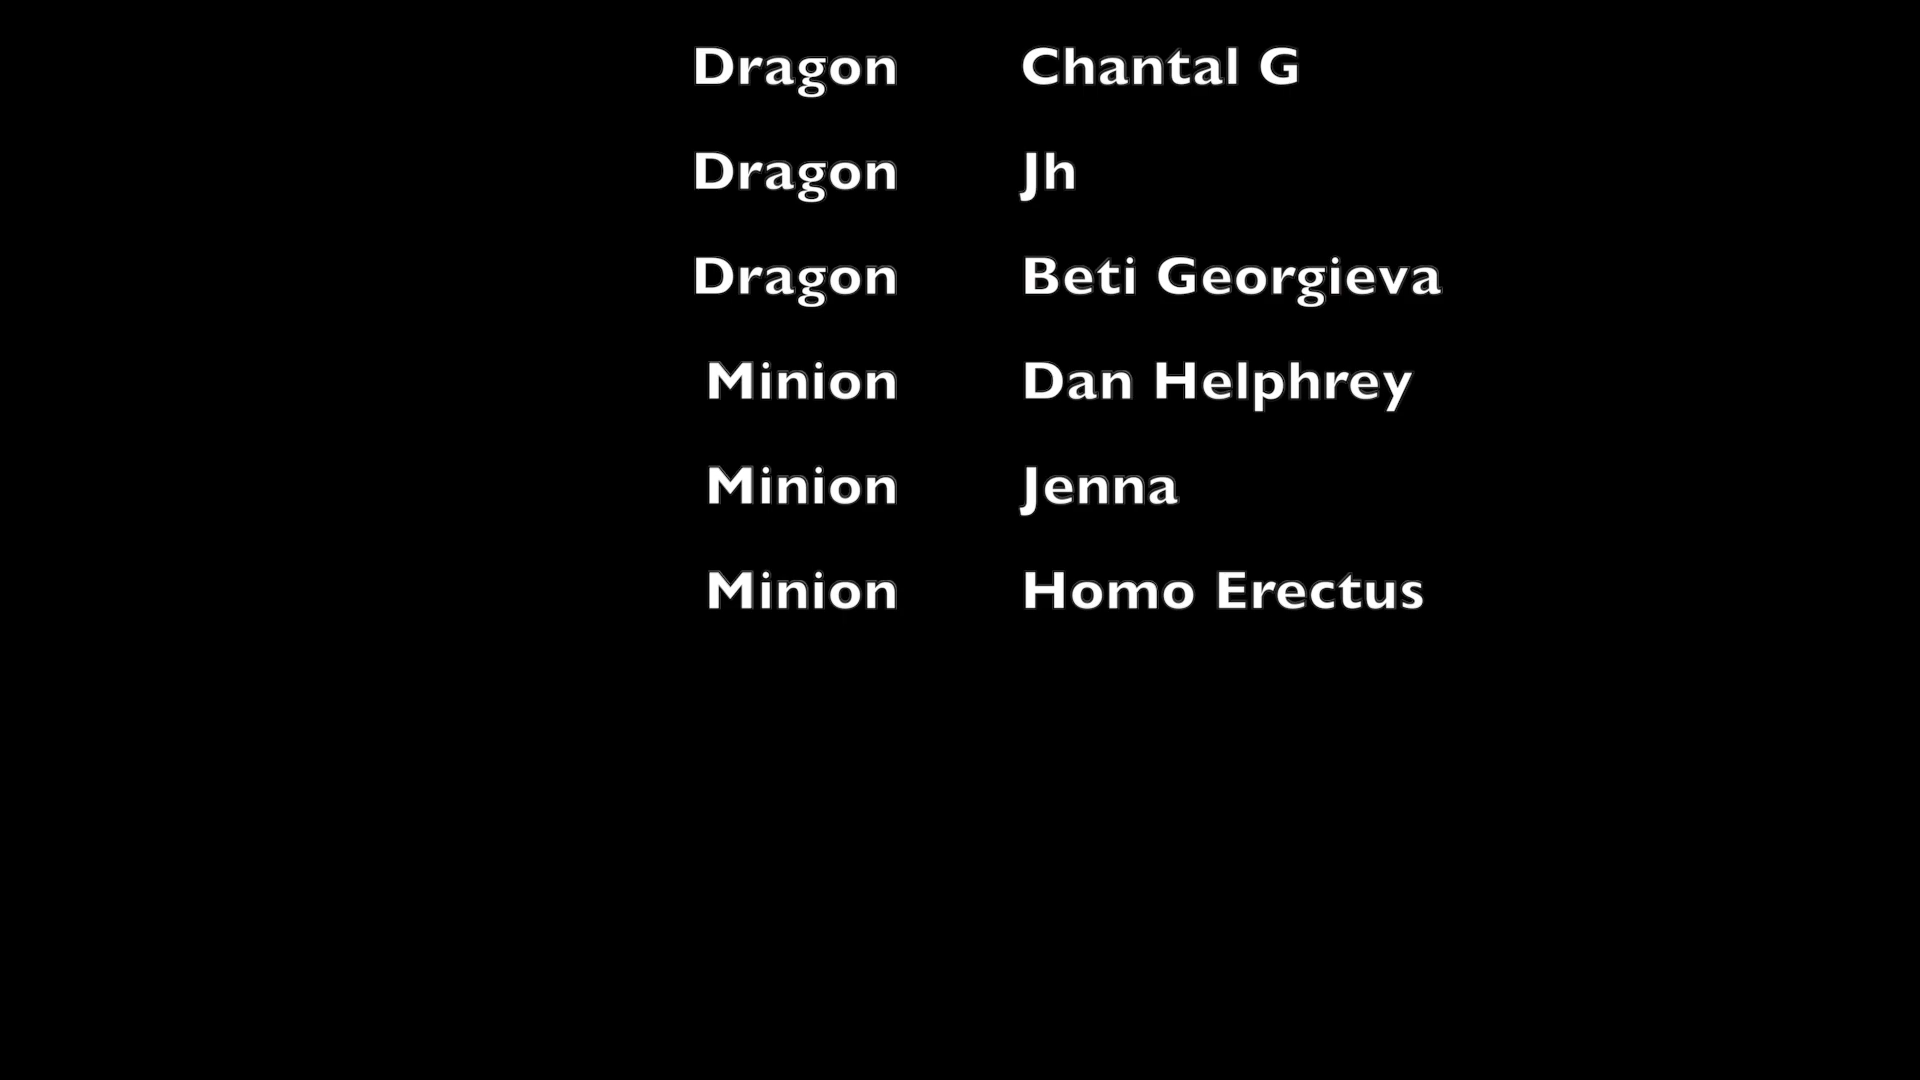 Dragon Chantal G
Dragon Jh
Dragon Beti Georgieva
Minion Dan Helphrey
Minion Jenna
Minion Homo Erectus